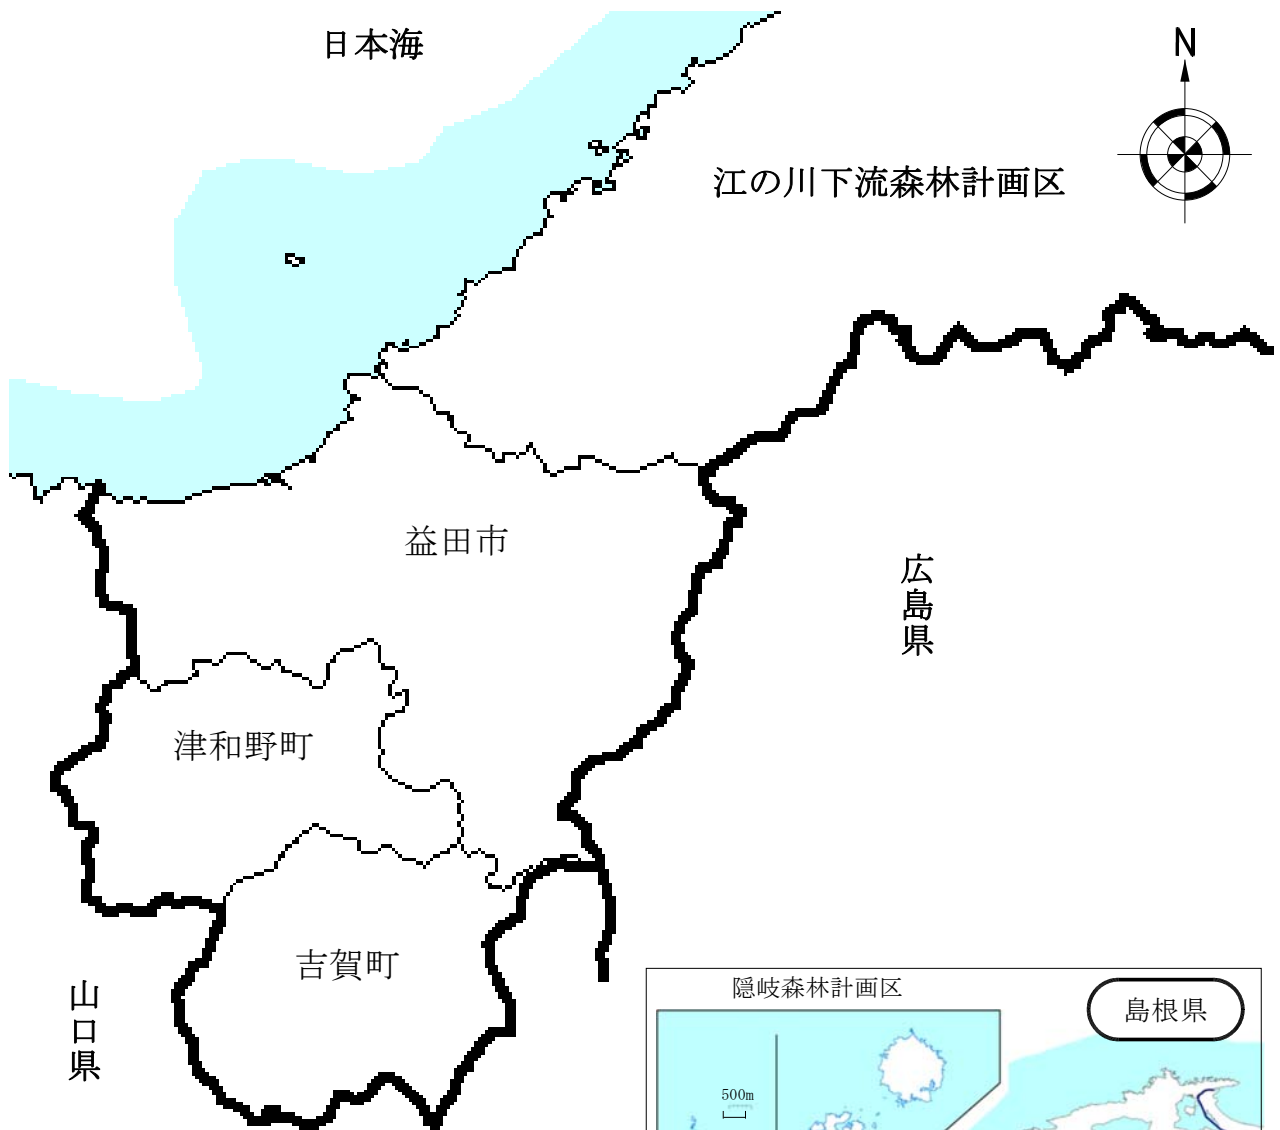 日本海
N
江の川下流森林計画区
益田市
広島県
津和野町
吉賀町
山口県
隠岐森林計画区
島根県
500m